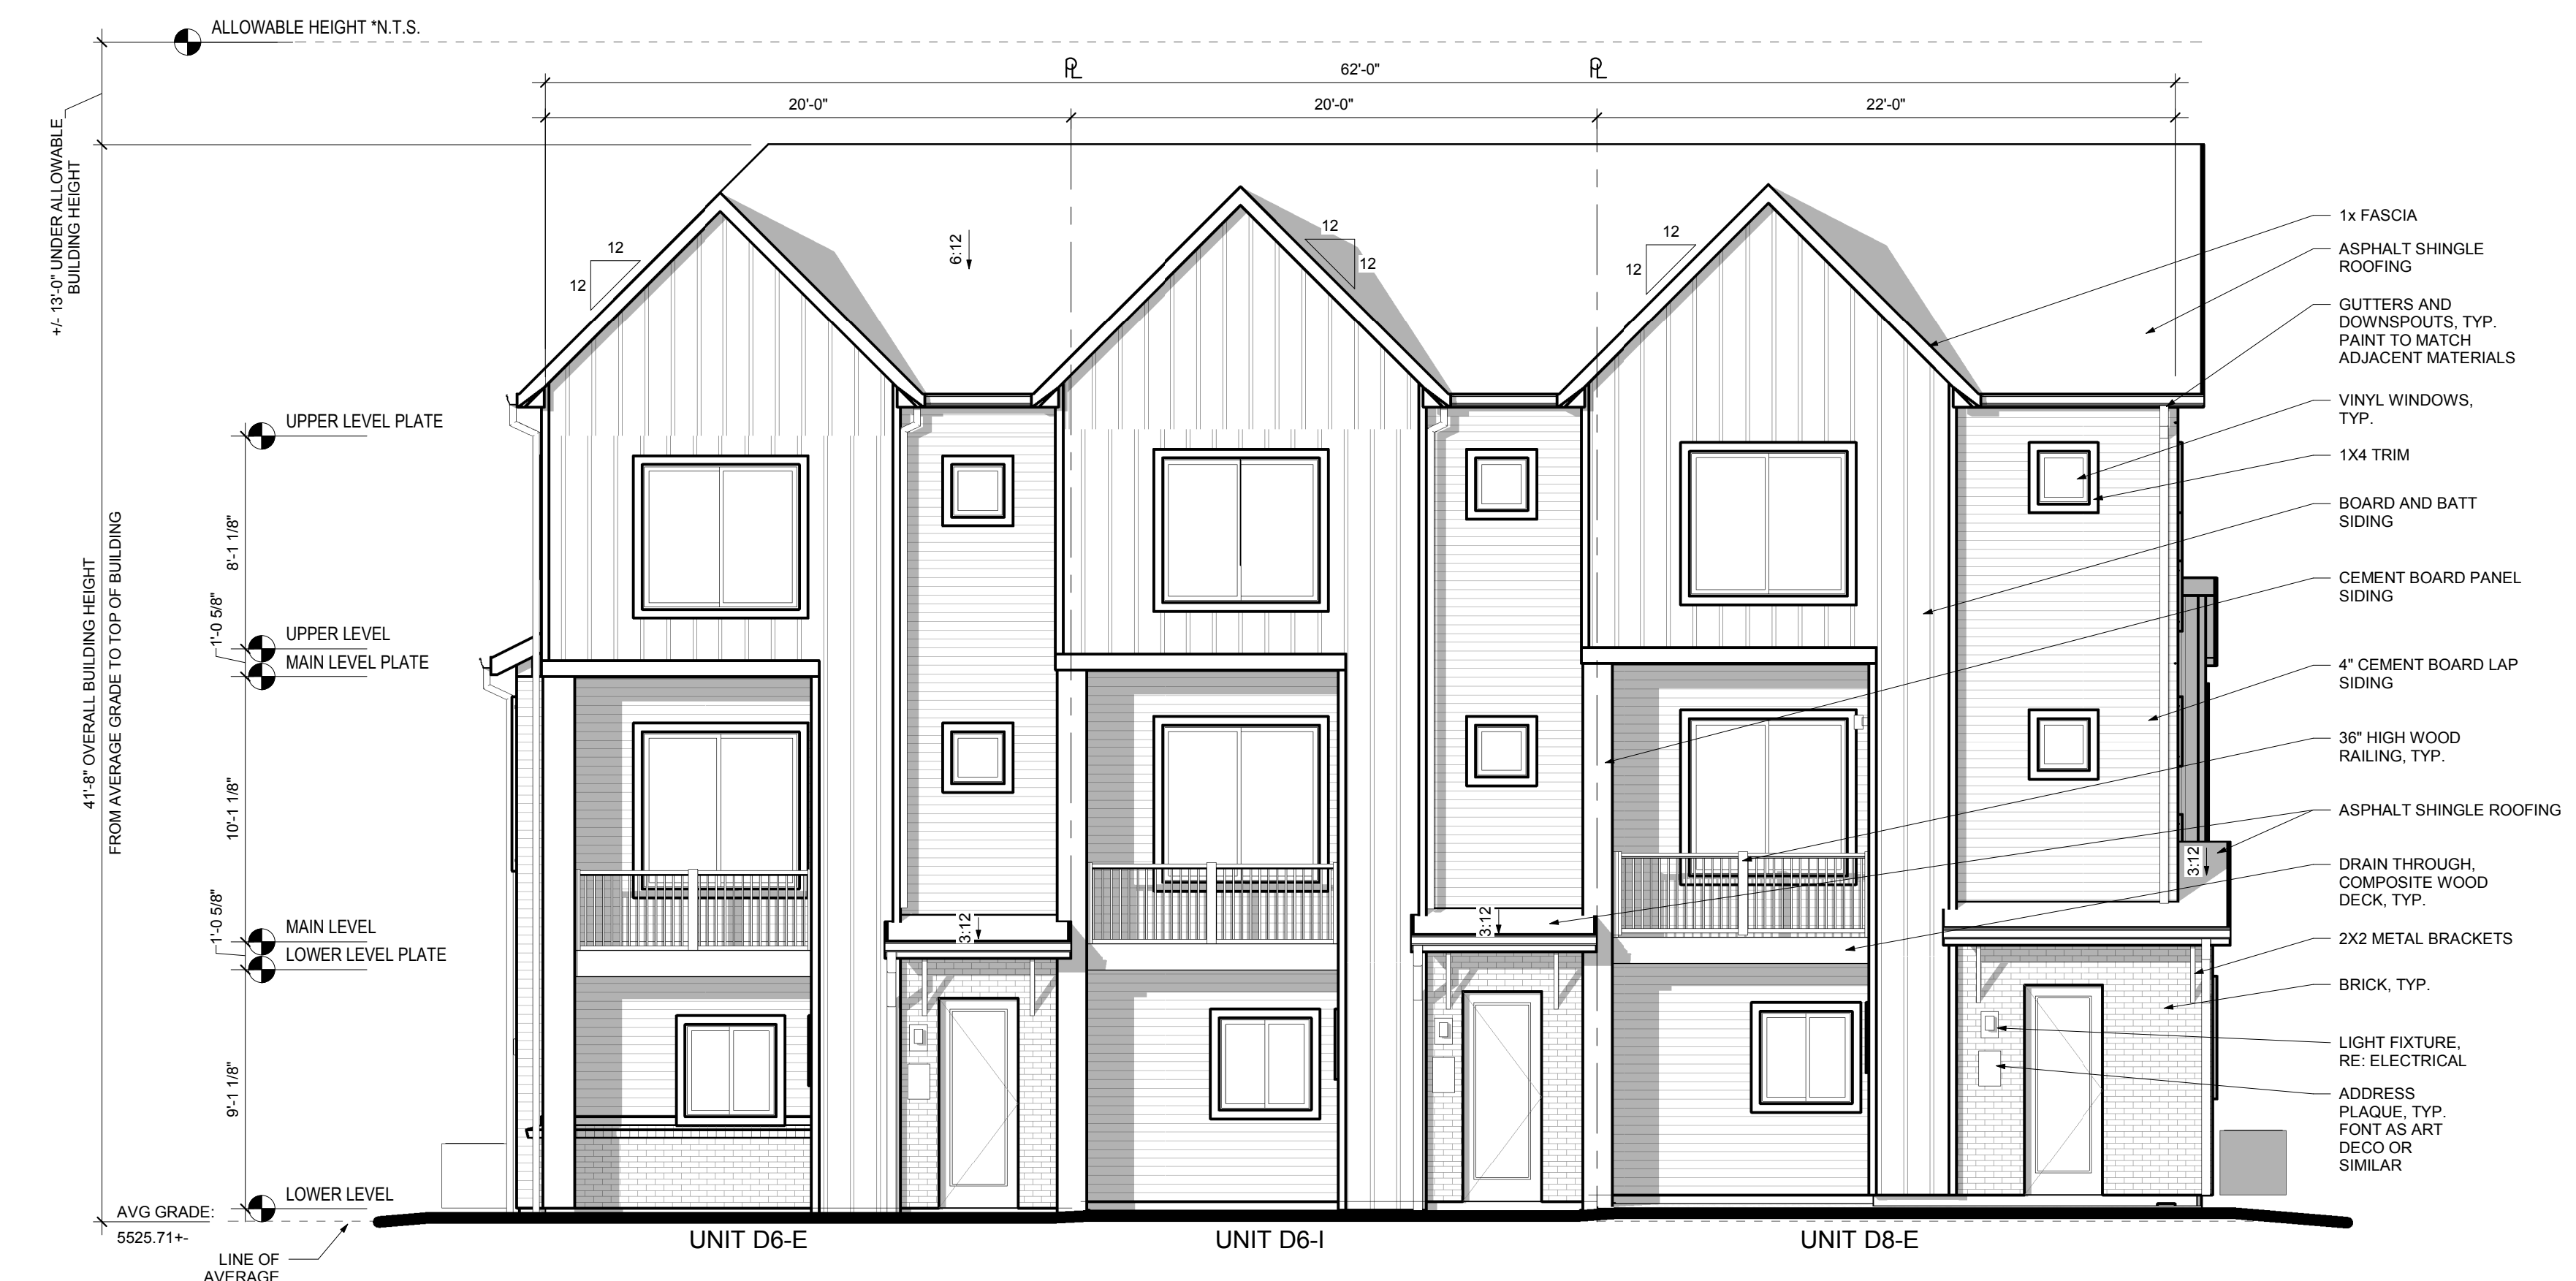 ALLOWABLE HEIGHT *N.T.S.
+/- 13'-0" UNDER ALLOWABLE
BUILDING HEIGHT
62'-0"
20'-0"
20'-0"
22'-0"
12
12
6:12
12
12
12
12
UPPER LEVEL PLATE
8'-1 1/8"
UPPER LEVEL
1'-0 5/8"
MAIN LEVEL PLATE
41'-8" OVERALL BUILDING HEIGHT
FROM AVERAGE GRADE TO TOP OF BUILDING
10'-1 1/8"
MAIN LEVEL
1'-0 5/8"
LOWER LEVEL PLATE
9'-1 1/8"
LOWER LEVEL
AVG GRADE:
5525.71+-
LINE OF
AVERAGE
3:12
3:12
3:12
UNIT D6-E
UNIT D6-I
UNIT D8-E
1x FASCIA
ASPHALT SHINGLE
ROOFING
GUTTERS AND
DOWNSPOUTS, TYP.
PAINT TO MATCH
ADJACENT MATERIALS
VINYL WINDOWS,
TYP.
1X4 TRIM
BOARD AND BATT
SIDING
CEMENT BOARD PANEL
SIDING
4" CEMENT BOARD LAP
SIDING
36" HIGH WOOD
RAILING, TYP.
ASPHALT SHINGLE ROOFING
DRAIN THROUGH,
COMPOSITE WOOD
DECK, TYP.
2X2 METAL BRACKETS
BRICK, TYP.
LIGHT FIXTURE,
RE: ELECTRICAL
ADDRESS
PLAQUE, TYP.
FONT AS ART
DECO OR
SIMILAR